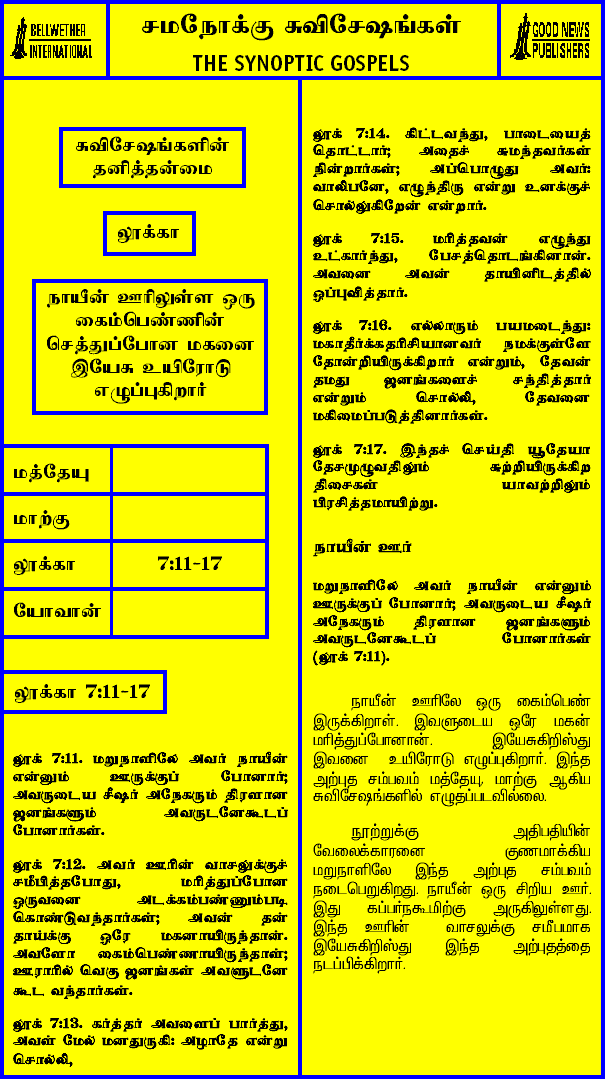 BELLWETHER
INTERNATIONAL
சமநோக்கு சுவிசேஷங்கள்
THE SYNOPTIC GOSPELS
GOOD NEWS
PUBLISHERS
சுவிசேஷங்களின்
தனித்தன்மை
லூக்கா
நாயீன் ஊரிலுள்ள ஒரு
கைம்பெண்ணின்
செத்துப்போன மகனை
இயேசு உயிரோடு
எழுப்புகிறார்
மத்தேயு
மாற்கு
லூக்கா 7:11-17
யோவான்
லூக்கா 7:11-17
லூக் 7:11. மறுநாளிலே அவர் நாயீன்
என்னும் ஊருக்குப் போனார்;
அவருடைய சீஷர் அநேகரும் திரளான
ஜனங்களும் அவருடனேகூடப்
போனார்கள்.
லூக் 7:12. அவர் ஊரின் வாசலுக்குச்
சமீபித்தபோது, மரித்துப்போன
ஒருவனை அடக்கம்பண்ணும்படி
கொண்டுவந்தார்கள்; அவன் தன்
தாய்க்கு ஒரே மகனாயிருந்தான்.
அவளோ கைம்பெண்ணாயிருந்தாள்;
ஊராரில் வெகு ஜனங்கள் அவளுடனே
கூட வந்தார்கள்.
லூக் 7:13. கர்த்தர் அவளைப் பார்த்து,
அவள் மேல் மனதுருகி: அழாதே என்று
சொல்லி,
லூக் 7:14. கிட்டவந்து, பாடையைத்
தொட்டார்; அதைச் சுமந்தவர்கள்
நின்றார்கள்; அப்பொழுது அவர்:
வாலிபனே, எழுந்திரு என்று உனக்குச்
சொல்லுகிறேன் என்றார்.
லூக் 7:15. மரித்தவன் எழுந்து
உட்கார்ந்து, பேசத்தொடங்கினான்.
அவனை அவன் தாயினிடத்தில்
ஒப்புவித்தார்.
லூக் 7:16. எல்லாரும் பயமடைந்து:
மகாதீர்க்கதரிசியானவர் நமக்குள்ளே
தோன்றியிருக்கிறார் என்றும், தேவன்
தமது ஜனங்களைச் சந்தித்தார்
என்றும் சொல்லி, தேவனை
மகிமைப்படுத்தினார்கள்.
லூக் 7:17. இந்தச் செய்தி யூதேயா
தேசமுழுவதிலும் சுற்றியிருக்கிற
திசைகள் யாவற்றிலும்
பிரசித்தமாயிற்று.
நாயீன் ஊர்
மறுநாளிலே அவர் நாயீன் என்னும்
ஊருக்குப் போனார்; அவருடைய சீஷர்
அநேகரும் திரளான ஜனங்களும்
அவருடனேகூடப் போனார்கள்
(லூக் 7:11).
நாயீன் ஊரிலே ஒரு கைம்பெண்
இருக்கிறாள். இவளுடைய ஒரே மகன்
மரித்துப்போனான். இயேசுகிறிஸ்து
இவனை உயிரோடு எழுப்புகிறார். இந்த
அற்புத சம்பவம் மத்தேயு, மாற்கு ஆகிய
சுவிசேஷங்களில் எழுதப்படவில்லை.
நூற்றுக்கு அதிபதியின்
வேலைக்காரனை குணமாக்கிய
மறுநாளிலே இந்த அற்புத சம்பவம்
நடைபெறுகிறது. நாயீன் ஒரு சிறிய ஊர்.
இது கப்பர்நகூமிற்கு அருகிலுள்ளது.
இந்த ஊரின் வாசலுக்கு சமீபமாக
இயேசுகிறிஸ்து இந்த அற்புதத்தை
நடப்பிக்கிறார்.